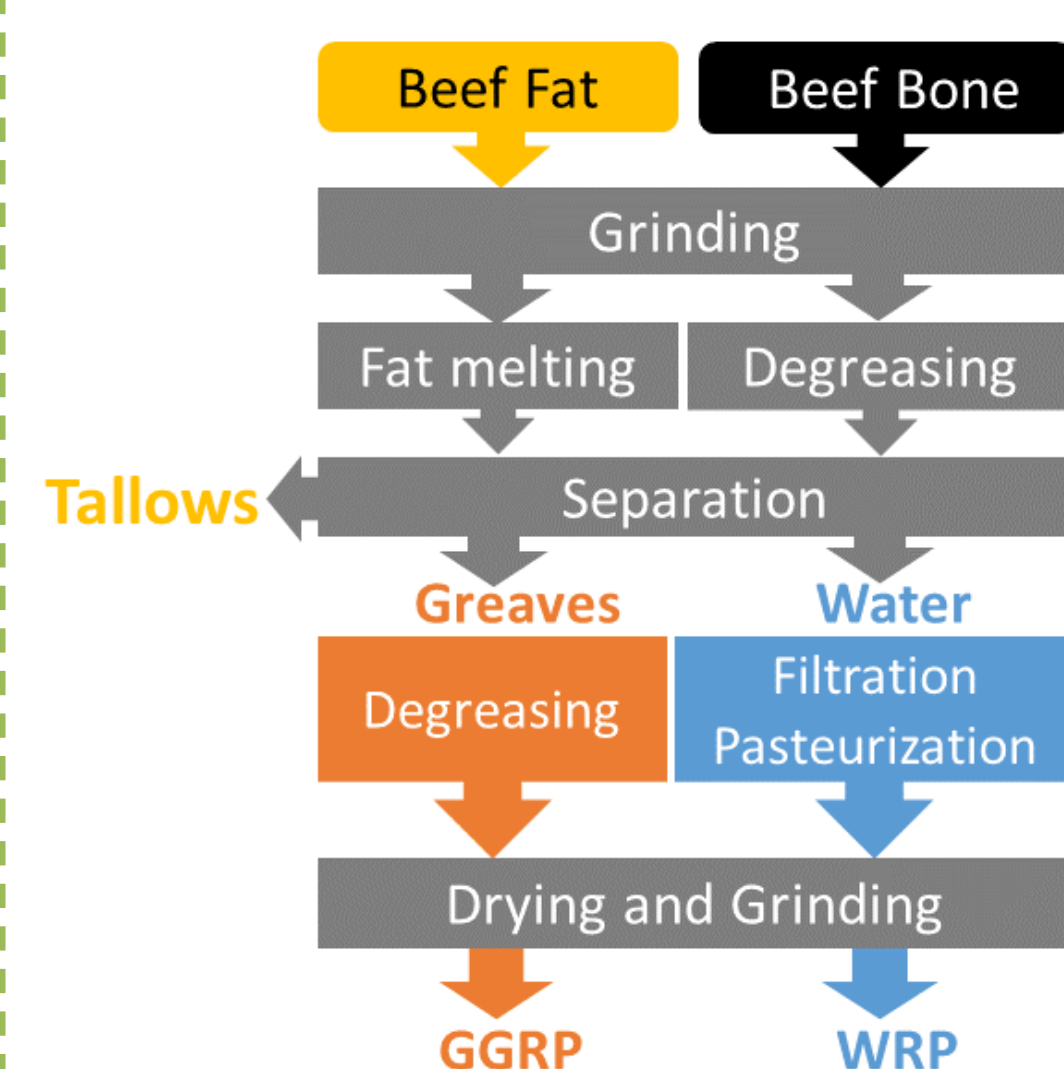 Beef Fat
Beef Bone
Grinding
Fat melting
Degreasing
Tallows
Separation
Greaves
Water
Degreasing
Filtration
Pasteurization
Drying and Grinding
GGRP
WRP